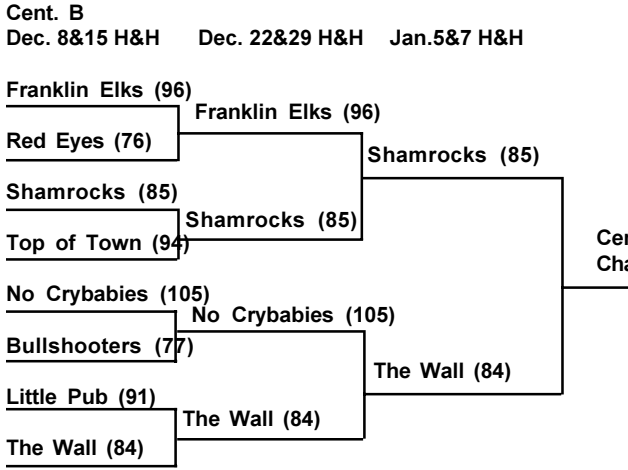 Cent. B
Dec. 8&15 H&H Dec. 22&29 H&H Jan.5&7 H&H
Franklin Elks (96)
Franklin Elks (96)
Red Eyes (76)
Shamrocks (85)
Shamrocks (85)
Shamrocks (85)
Top of Town (94)
No Crybabies (105)
No Crybabies (105)
Bullshooters (77)
The Wall (84)
Little Pub (91)
The Wall (84)
The Wall (84)